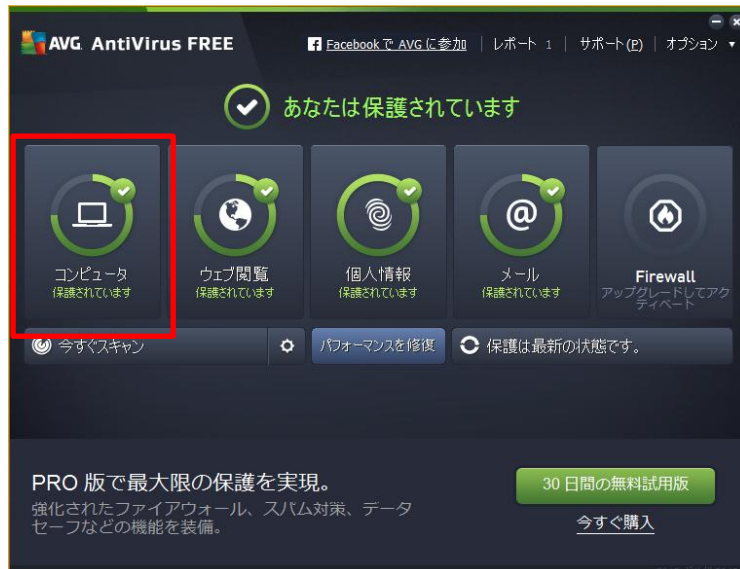 AVG. AntiVirus FREE
Facebook で AVG に参加 | レポート 1 | サポート(P) | オプション
あなたは保護されています
コンピュータ
保護されています
ウェブ閲覧
保護されています
個人情報
保護されています
メール
保護されています
Firewall
アップグレードしてアク
ティベート
今すぐスキャン
パフォーマンスを修復
保護は最新の状態です。
PRO 版で最大限の保護を実現。
強化されたファイアウォール、スパム対策、データ
セーフなどの機能を装備。
30 日間の無料試用版
今すぐ購入